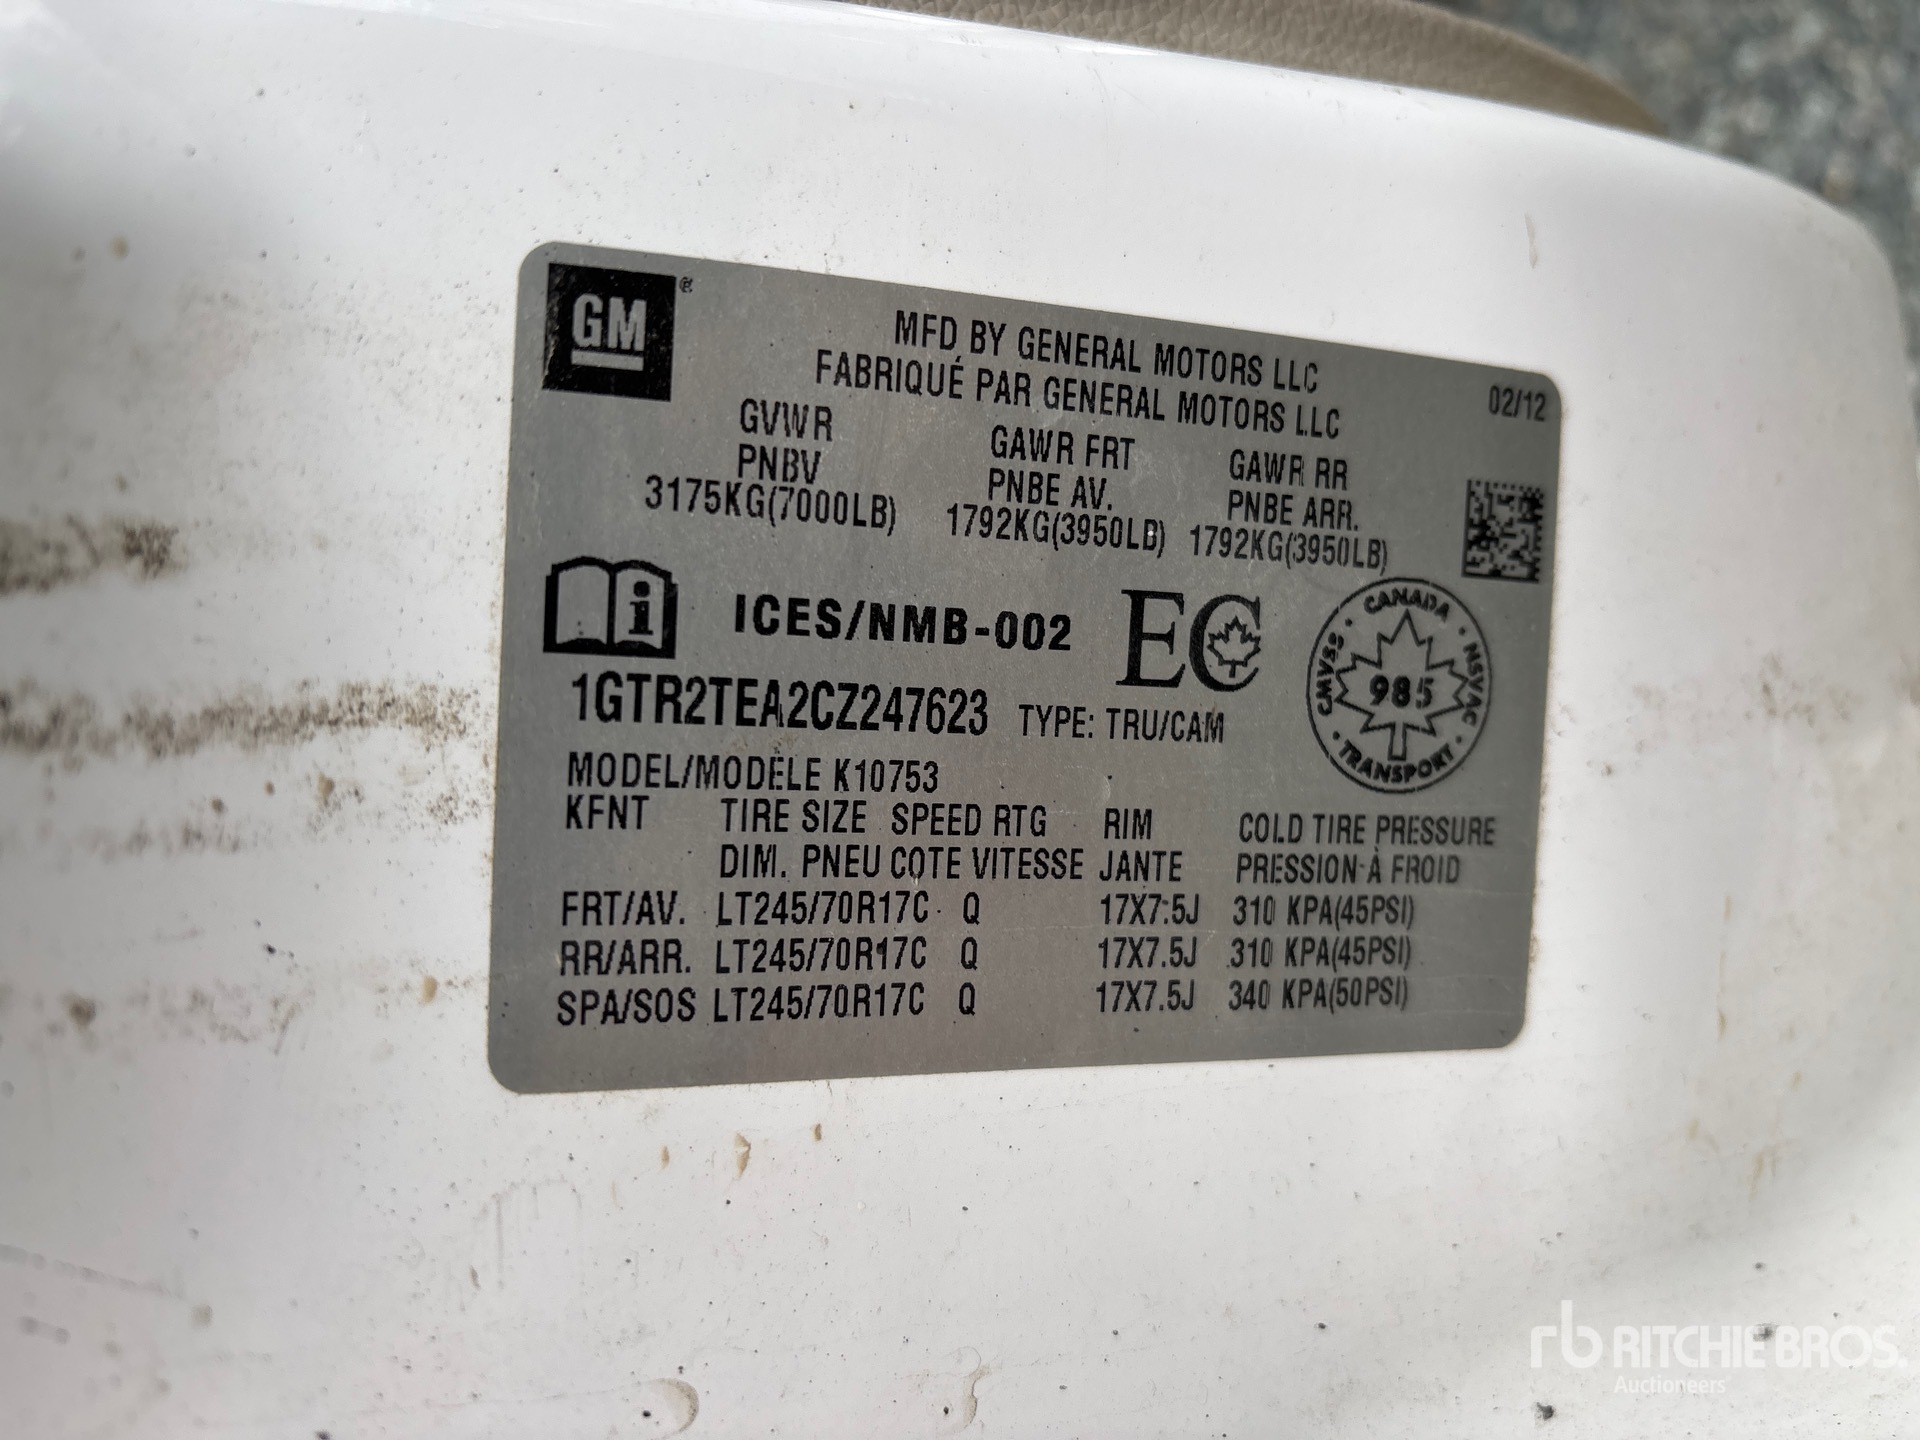 GM®
MFD BY GENERAL MOTORS LLC
FABRIQUÉ PAR GENERAL MOTORS LLC
02/12
GVWR GAWR FRT GAWR RR
PNBV PNBE AV. PNBE ARR.
3175KG(7000LB) 1792KG(3950LB) 1792KG(3950LB)
i ICES/NMB-002 EC
CANADA
CMVSS 985 NSVAC
TRANSPORT
1GTR2TEA2CZ247623 TYPE: TRU/CAM
MODEL/MODÈLE K10753
KFNT TIRE SIZE SPEED RTG RIM COLD TIRE PRESSURE
DIM. PNEU COTE VITESSE JANTE PRESSION À FROID
FRT/AV. LT245/70R17C Q 17X7.5J 310 KPA(45PSI)
RR/ARR. LT245/70R17C Q 17X7.5J 310 KPA(45PSI)
SPA/SOS LT245/70R17C Q 17X7.5J 340 KPA(50PSI)
rb RITCHIE BROS.
Auctioneers